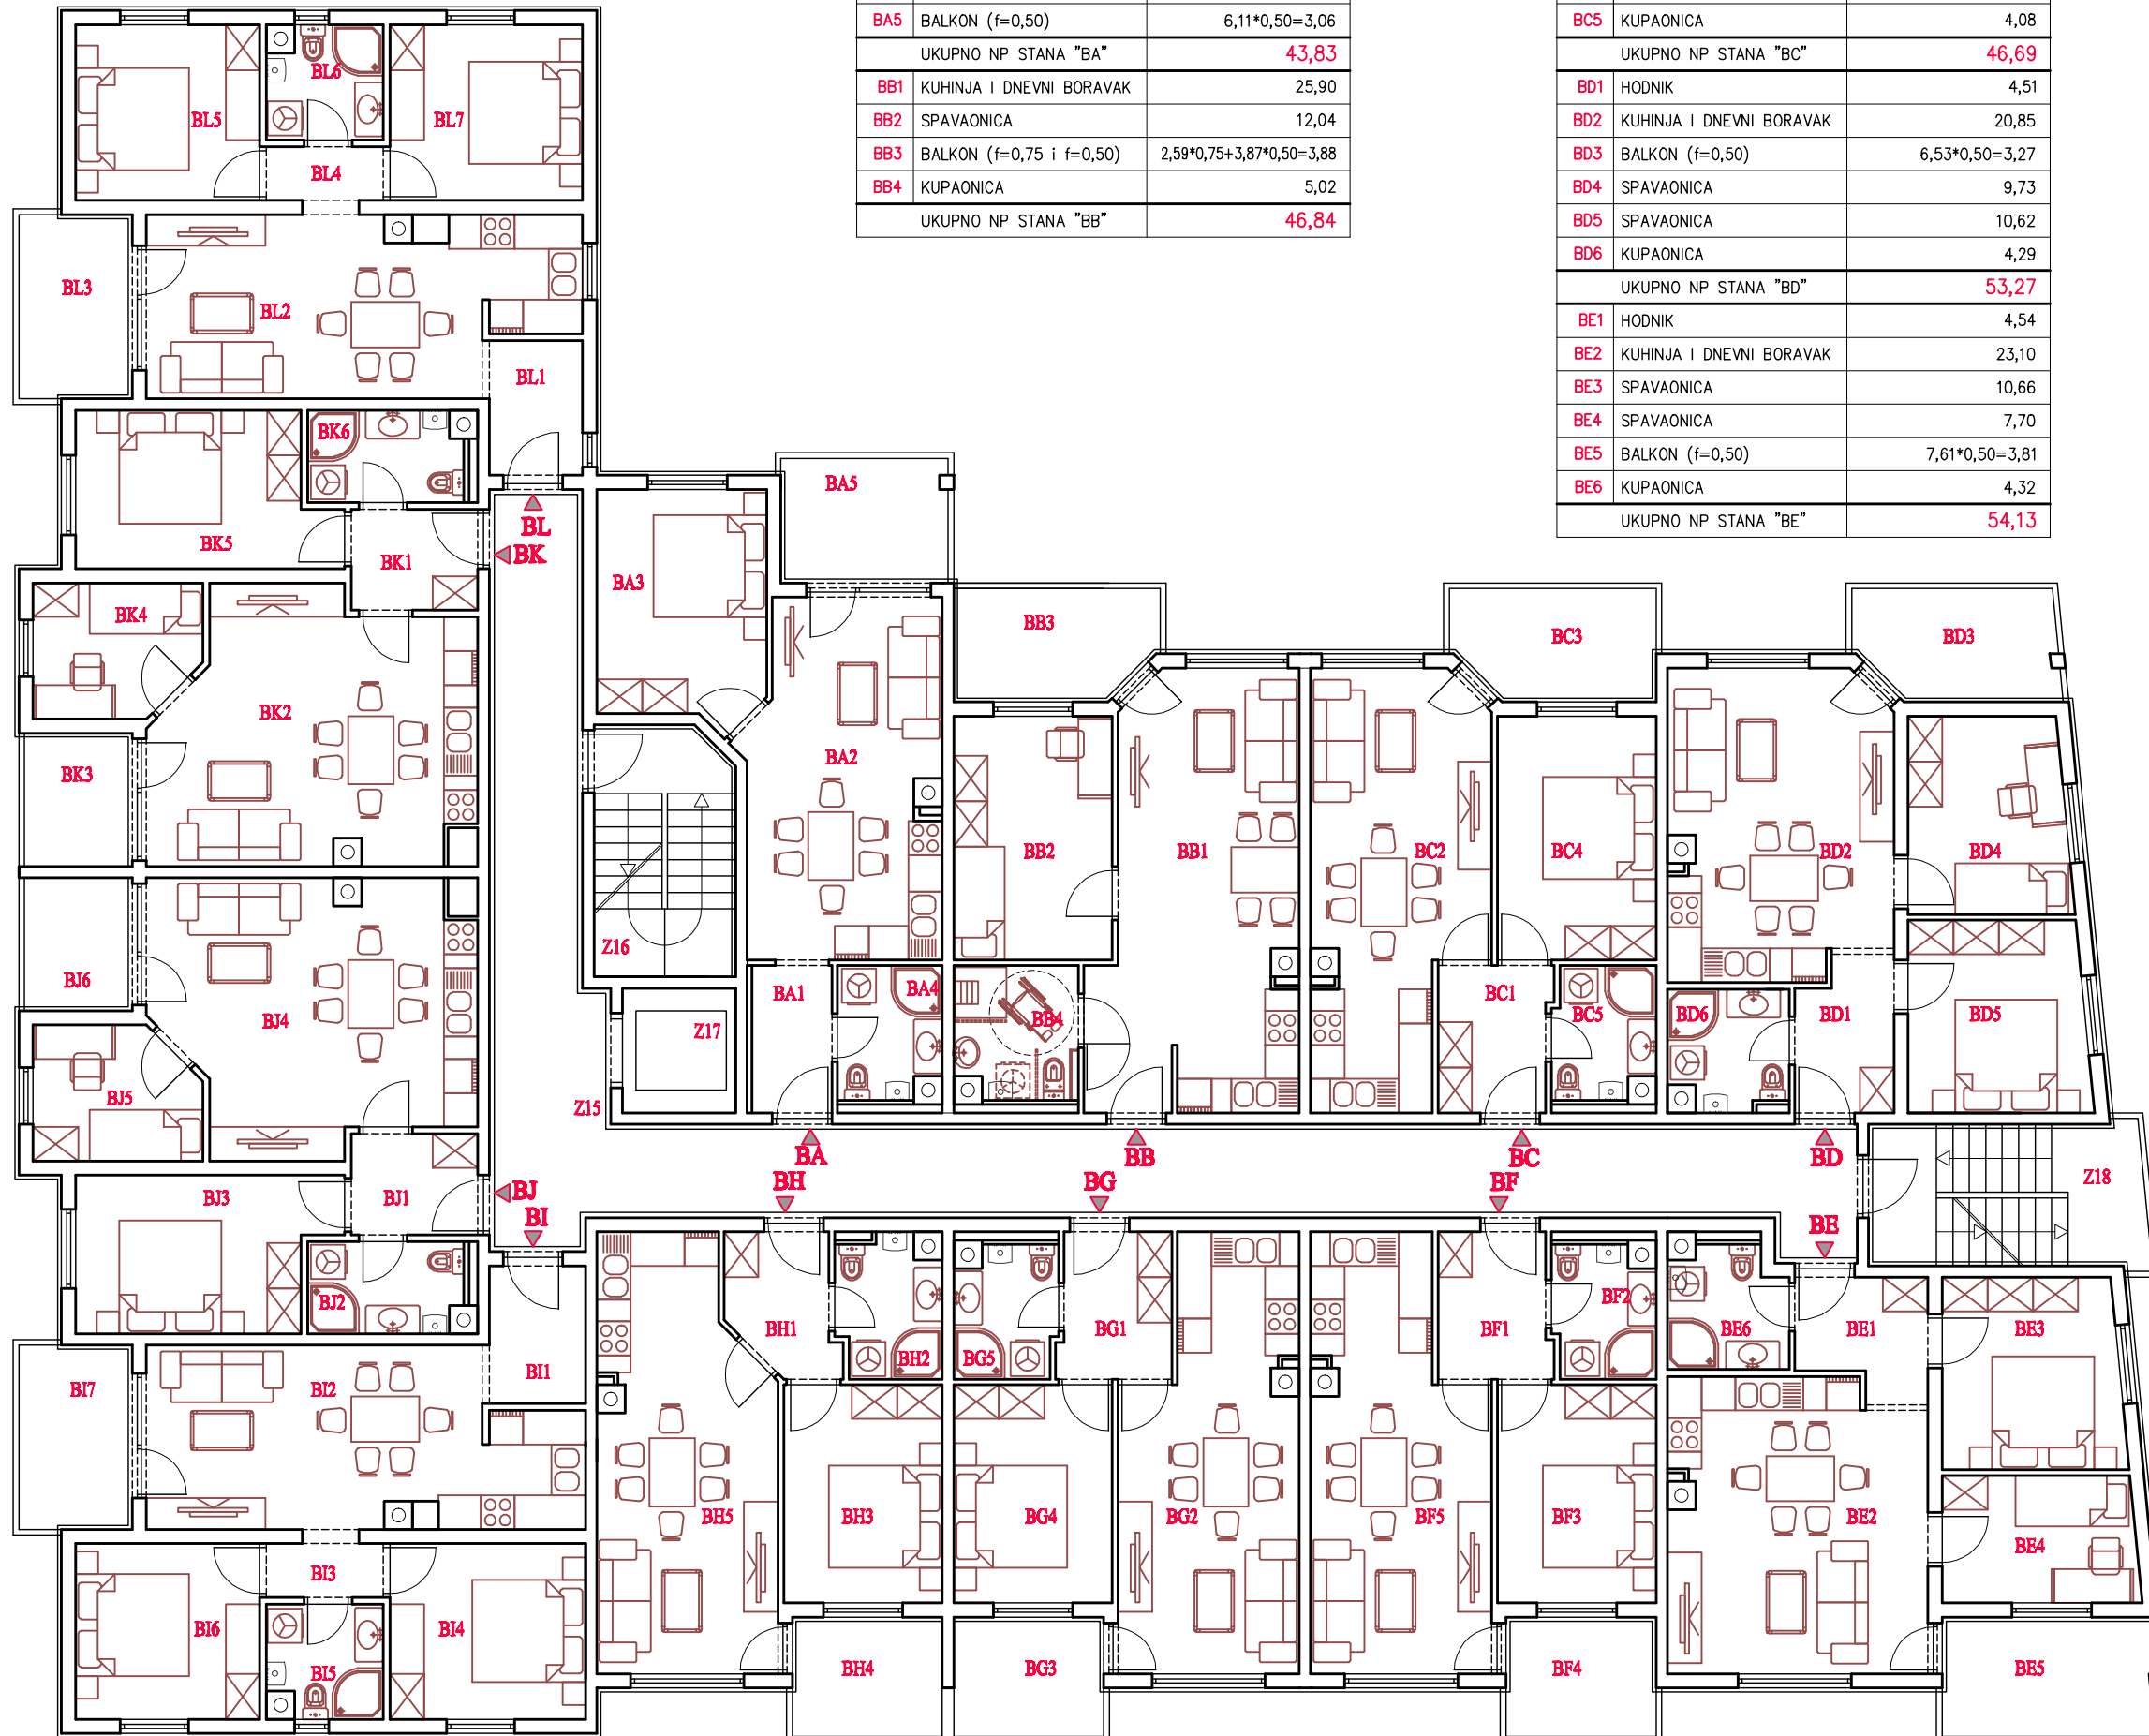 BA5 BALKON (f=0,50) 6,11*0,50=3,06
UKUPNO NP STANA "BA" 43,83
BB1 KUHINJA I DNEVNI BORAVAK 25,90
BB2 SPAVAONICA 12,04
BB3 BALKON (f=0,75 i f=0,50) 2,59*0,75+3,87*0,50=3,88
BB4 KUPAONICA 5,02
UKUPNO NP STANA "BB" 46,84
BC5 KUPAONICA 4,08
UKUPNO NP STANA "BC" 46,69
BD1 HODNIK 4,51
BD2 KUHINJA I DNEVNI BORAVAK 20,85
BD3 BALKON (f=0,50) 6,53*0,50=3,27
BD4 SPAVAONICA 9,73
BD5 SPAVAONICA 10,62
BD6 KUPAONICA 4,29
UKUPNO NP STANA "BD" 53,27
BE1 HODNIK 4,54
BE2 KUHINJA I DNEVNI BORAVAK 23,10
BE3 SPAVAONICA 10,66
BE4 SPAVAONICA 7,70
BE5 BALKON (f=0,50) 7,61*0,50=3,81
BE6 KUPAONICA 4,32
UKUPNO NP STANA "BE" 54,13
BL6
BL5
BL7
BL4
BL3
BL2
BL1
BK6
BA5
BL
BK5
BK
BK1
BA3
BK4
BB3
BC3
BD3
BK2
BA2
BK3
BB2
BB1
BC2
BC4
BD2
BD4
Z16
BJ6
BA1
BA4
BC1
BJ4
Z17
BB4
BC5
BD6
BD1
BD5
BJ5
Z15
BA
BB
BC
BD
BH
BG
BF
Z18
BJ3
BJ1
BJ
BI
BE
BJ2
BF2
BH1
BG1
BF1
BE6
BE1
BE3
BH2
BG5
BI7
BI2
BI1
BH5
BH3
BG4
BG2
BF5
BF3
BE2
BE4
BI3
BI6
BI4
BI5
BH4
BG3
BF4
BE5